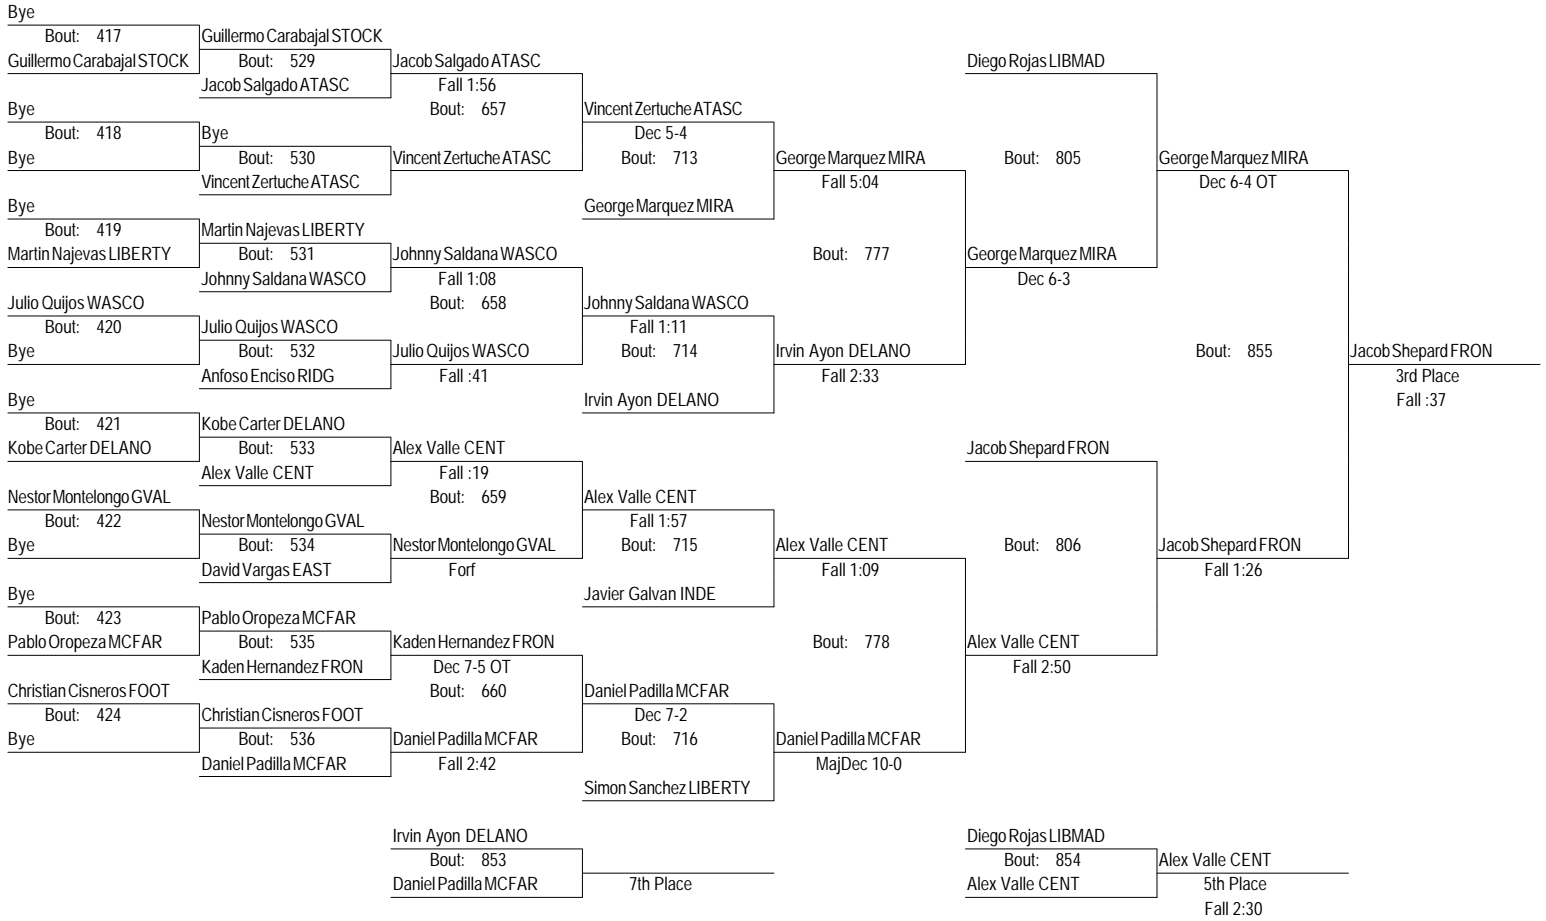 Bye
Bout: 417
Guillermo Carabajal STOCK
Guillermo Carabajal STOCK
Bout: 529
Jacob Salgado ATASC
Jacob Salgado ATASC
Fall 1:56
Bout: 657
Bye
Bout: 418
Bye
Bye
Bout: 530
Vincent Zertuche ATASC
Vincent Zertuche ATASC
Vincent Zertuche ATASC
Dec 5-4
Bout: 713
George Marquez MIRA
George Marquez MIRA
Fall 5:04
Bye
Bout: 419
Martin Najevas LIBERTY
Martin Najevas LIBERTY
Bout: 531
Johnny Saldana WASCO
Johnny Saldana WASCO
Fall 1:08
Bout: 658
Julio Quijos WASCO
Bout: 420
Bye
Julio Quijos WASCO
Bout: 532
Anfoso Enciso RIDG
Julio Quijos WASCO
Fall :41
Johnny Saldana WASCO
Fall 1:11
Bout: 714
Irvin Ayon DELANO
Irvin Ayon DELANO
Fall 2:33
Bout: 777
George Marquez MIRA
Dec 6-3
Diego Rojas LIBMAD
Bout: 805
George Marquez MIRA
Dec 6-4 OT
Bye
Bout: 421
Kobe Carter DELANO
Kobe Carter DELANO
Bout: 533
Alex Valle CENT
Alex Valle CENT
Fall :19
Bout: 659
Nestor Montelongo GVAL
Bout: 422
Bye
Nestor Montelongo GVAL
Bout: 534
David Vargas EAST
Nestor Montelongo GVAL
Forf
Alex Valle CENT
Fall 1:57
Bout: 715
Javier Galvan INDE
Alex Valle CENT
Fall 1:09
Bye
Bout: 423
Pablo Oropeza MCFAR
Pablo Oropeza MCFAR
Bout: 535
Kaden Hernandez FRON
Kaden Hernandez FRON
Dec 7-5 OT
Bout: 660
Christian Cisneros FOOT
Bout: 424
Bye
Christian Cisneros FOOT
Bout: 536
Daniel Padilla MCFAR
Daniel Padilla MCFAR
Fall 2:42
Daniel Padilla MCFAR
Dec 7-2
Bout: 716
Simon Sanchez LIBERTY
Daniel Padilla MCFAR
MajDec 10-0
Bout: 778
Alex Valle CENT
Fall 2:50
Jacob Shepard FRON
Bout: 806
Jacob Shepard FRON
Fall 1:26
Bout: 855
Jacob Shepard FRON
3rd Place
Fall :37
Irvin Ayon DELANO
Bout: 853
Daniel Padilla MCFAR
7th Place
Diego Rojas LIBMAD
Bout: 854
Alex Valle CENT
Alex Valle CENT
5th Place
Fall 2:30